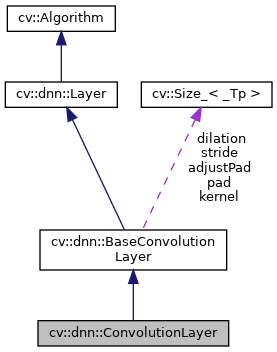 cv::Algorithm
cv::dnn::Layer
cv::Size_< _Tp >
dilation
stride
adjustPad
pad
kernel
cv::dnn::BaseConvolution
Layer
cv::dnn::ConvolutionLayer